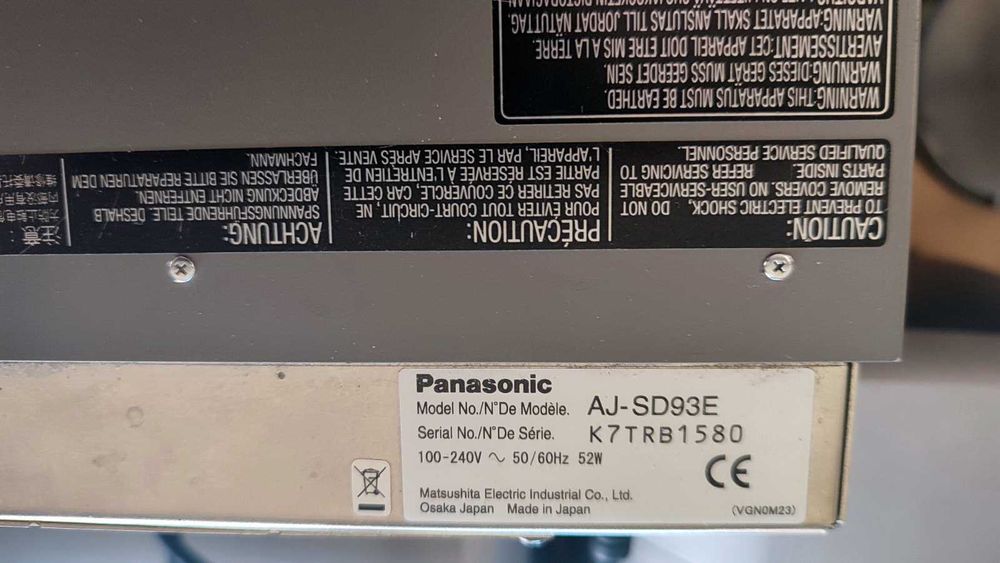 CAUTION:
TO PREVENT ELECTRIC SHOCK, DO NOT
REMOVE COVERS. NO USER-SERVICEABLE
PARTS INSIDE. REFER SERVICING TO
QUALIFIED SERVICE PERSONNEL.
PRÉCAUTION:
POUR ÉVITER TOUT COURT-CIRCUIT, NE
PAS RETIRER CE COUVERCLE, CAR CETTE
PARTIE EST RÉSERVÉE À L'ENTRETIEN DE
L'APPAREIL, PAR LE SERVICE APRÈS VENTE.
ACHTUNG:
SPANNUNGSFÜHRENDE TEILE DESHALB
ABDECKUNG NICHT ENTFERNEN.
ÜBERLASSEN SIE BITTE REPARATUREN DEM
FACHMANN.
注意：
WARNING:THIS APPARATUS MUST BE EARTHED.
WARNUNG:DIESES GERÄT MUSS GEERDET SEIN.
AVERTISSEMENT:CET APPAREIL DOIT ETRE MIS A LA TÈRRE.
VARNING:APPARATET SKALL ANSLUTAS TILL JORDAT NATUTTAG.
Panasonic
Model No./N°De Modèle. AJ-SD93E
Serial No./N°De Série. K7TRB1580
100-240V ～ 50/60Hz 52W
CE
Matsushita Electric Industrial Co., Ltd.
Osaka Japan Made in Japan
(VGN0M23)